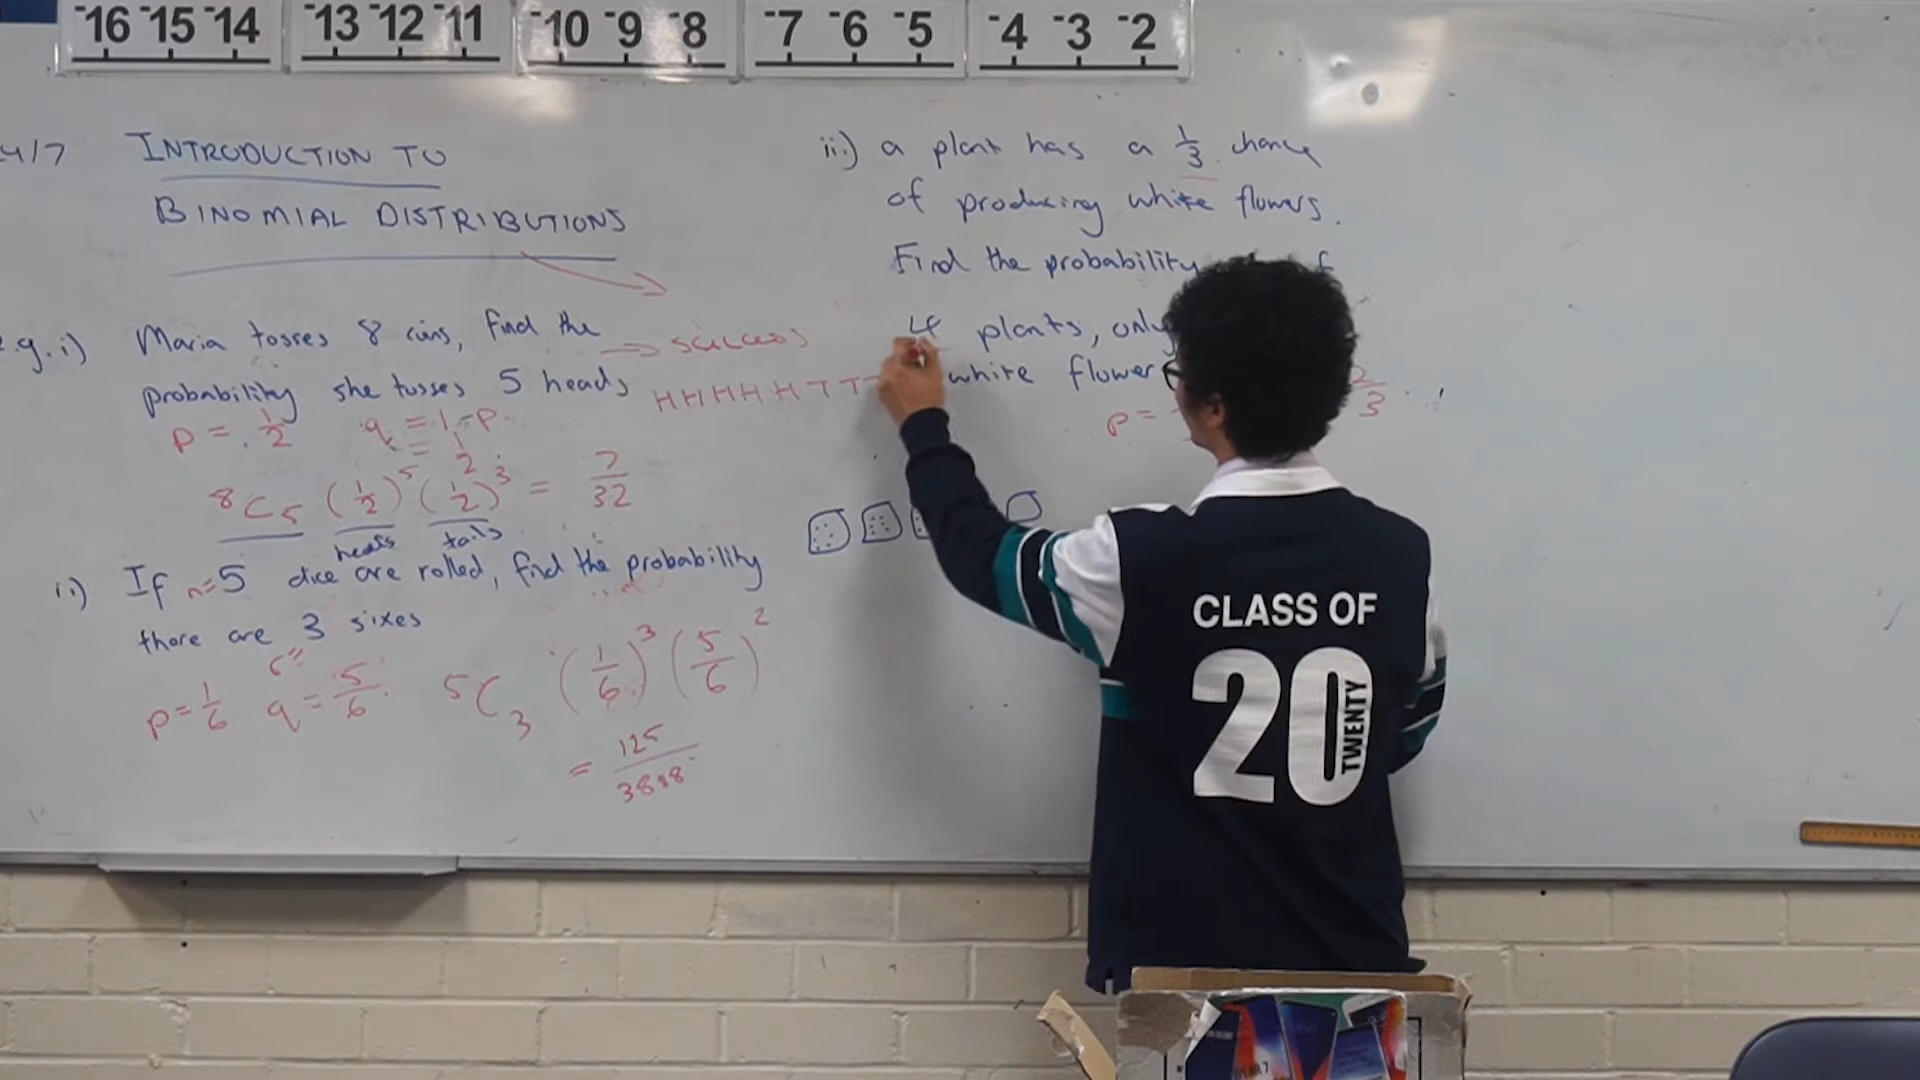 -16 -15 -14 -13 -12 -11 -10 -9 -8 -7 -6 -5 -4 -3 -2
4/7 INTRODUCTION TO
BINOMIAL DISTRIBUTIONS
e.g. i) Maria tosses 8 coins, find the
probability she tosses 5 heads
→ success
HHHHHTTT
p = 1/2 q = 1-p
= 1/2
8C5 (1/2)^5 (1/2)^3 = 7/32
heads tails
ii) If n=5 dice are rolled, find the probability
there are 3 sixes
p = 1/6 q = 5/6 5C3 (1/6)^3 (5/6)^2
= 125/3888
ii.) a plant has a 1/3 chance
of producing white flowers.
Find the probability
4 plants, only
white flower
p =
2/3
CLASS OF
20
TWENTY